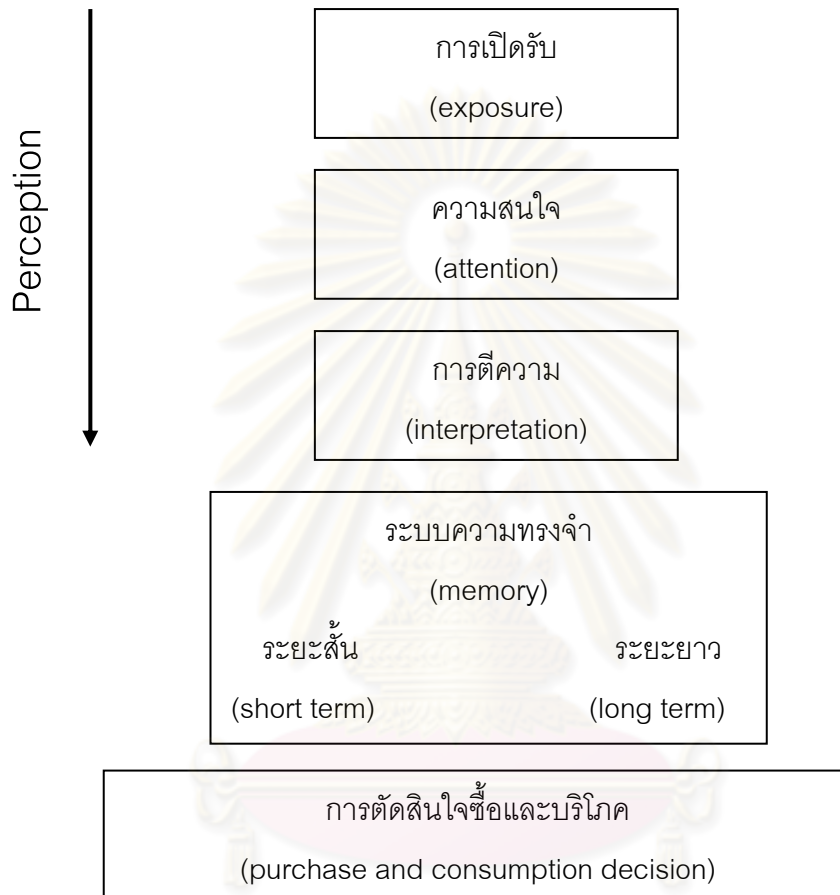 Perception
การเปิดรับ
(exposure)
ความสนใจ
(attention)
การตีความ
(interpretation)
ระบบความทรงจำ
(memory)
ระยะสั้น ระยะยาว
(short term) (long term)
การตัดสินใจซื้อและบริโภค
(purchase and consumption decision)